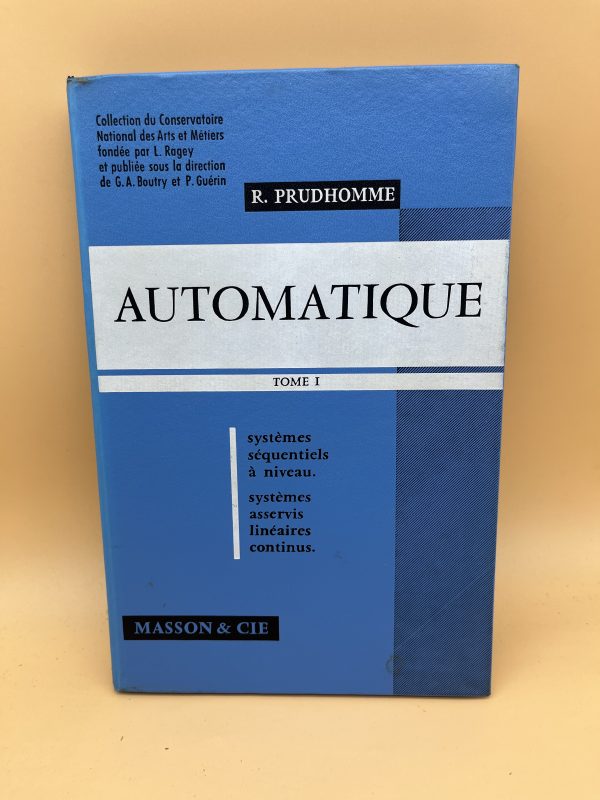 Collection du Conservatoire
National des Arts et Métiers
fondée par L. Ragey
et publiée sous la direction
de G.A. Boutry et P. Guérin
R. PRUDHOMME
AUTOMATIQUE
TOME I
systèmes
séquentiels
à niveau.
systèmes
asservis
linéaires
continus.
MASSON & CIE